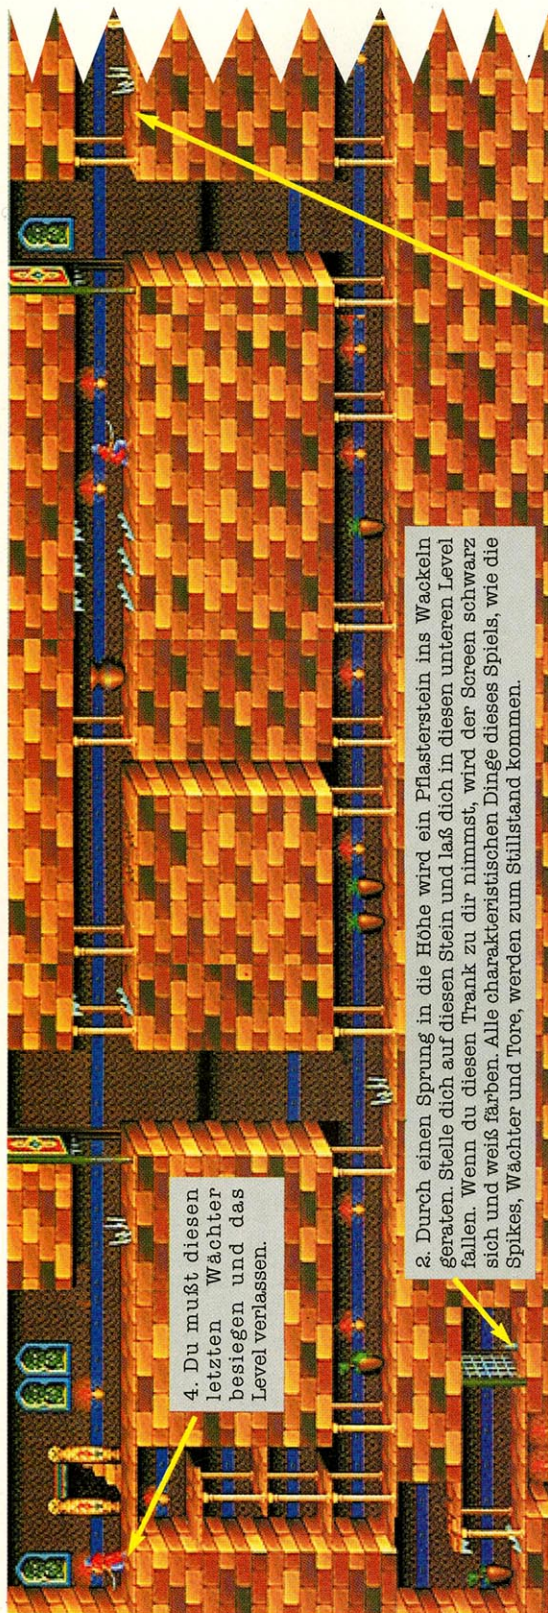 2. Durch einen Sprung in die Höhe wird ein Pflasterstein ins Wackeln
geraten. Stelle dich auf diesen Stein und laß dich in diesen unteren Level
fallen. Wenn du diesen Trank zu dir nimmst, wird der Screen schwarz
sich und weiß färben. Alle charakteristischen Dinge dieses Spiels, wie die
Spikes, Wächter und Tore, werden zum Stillstand kommen.
4. Du mußt diesen
letzten Wächter
besiegen und das
Level verlassen.